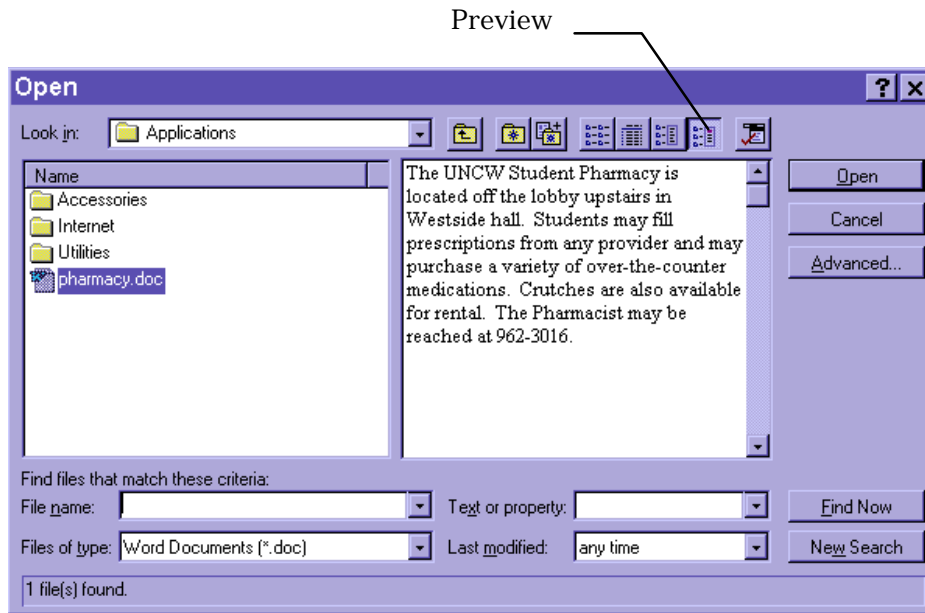 Preview
Open
Look in: Applications
Name
Accessories
Internet
Utilities
pharmacy.doc
The UNCW Student Pharmacy is
located off the lobby upstairs in
Westside hall. Students may fill
prescriptions from any provider and may
purchase a variety of over-the-counter
medications. Crutches are also available
for rental. The Pharmacist may be
reached at 962-3016.
Open
Cancel
Advanced...
Find files that match these criteria:
File name: Text or property: Find Now
Files of type: Word Documents (*.doc) Last modified: any time New Search
1 file(s) found.